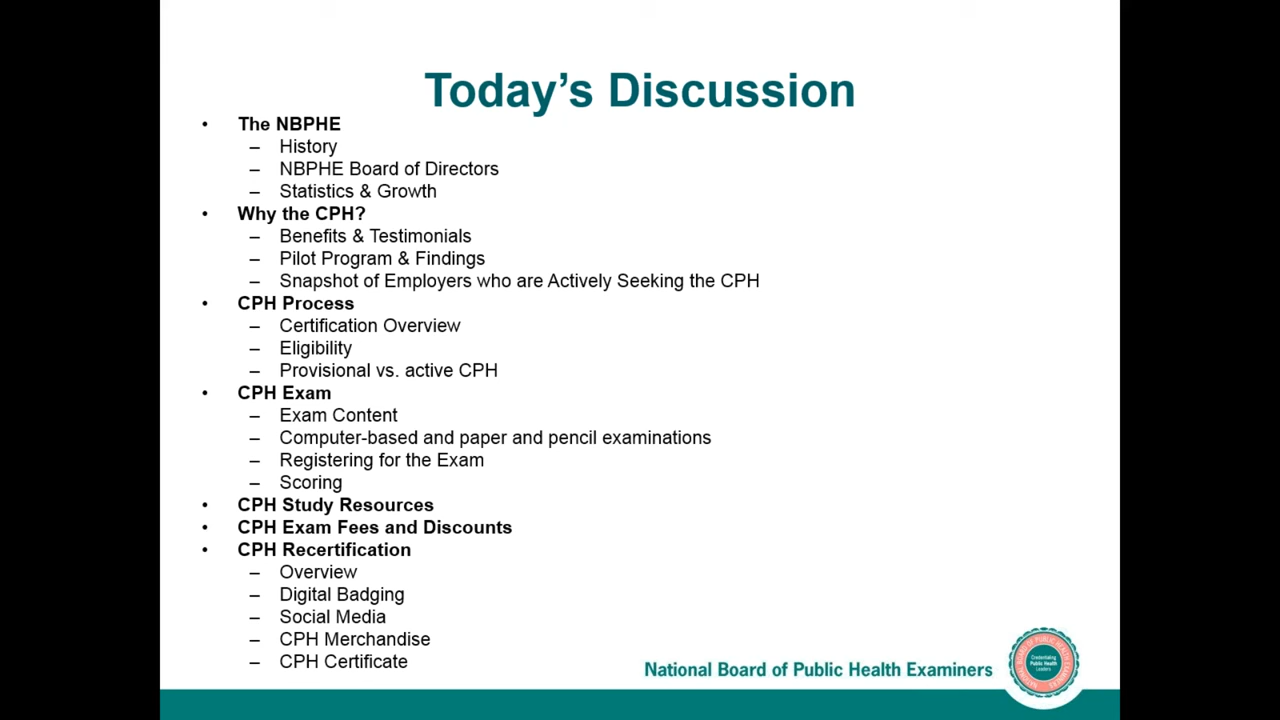 Today's Discussion
• The NBPHE
– History
– NBPHE Board of Directors
– Statistics & Growth
• Why the CPH?
– Benefits & Testimonials
– Pilot Program & Findings
– Snapshot of Employers who are Actively Seeking the CPH
• CPH Process
– Certification Overview
– Eligibility
– Provisional vs. active CPH
• CPH Exam
– Exam Content
– Computer-based and paper and pencil examinations
– Registering for the Exam
– Scoring
• CPH Study Resources
• CPH Exam Fees and Discounts
• CPH Recertification
– Overview
– Digital Badging
– Social Media
– CPH Merchandise
– CPH Certificate
National Board of Public Health Examiners
Credentialing
Public Health
Leaders